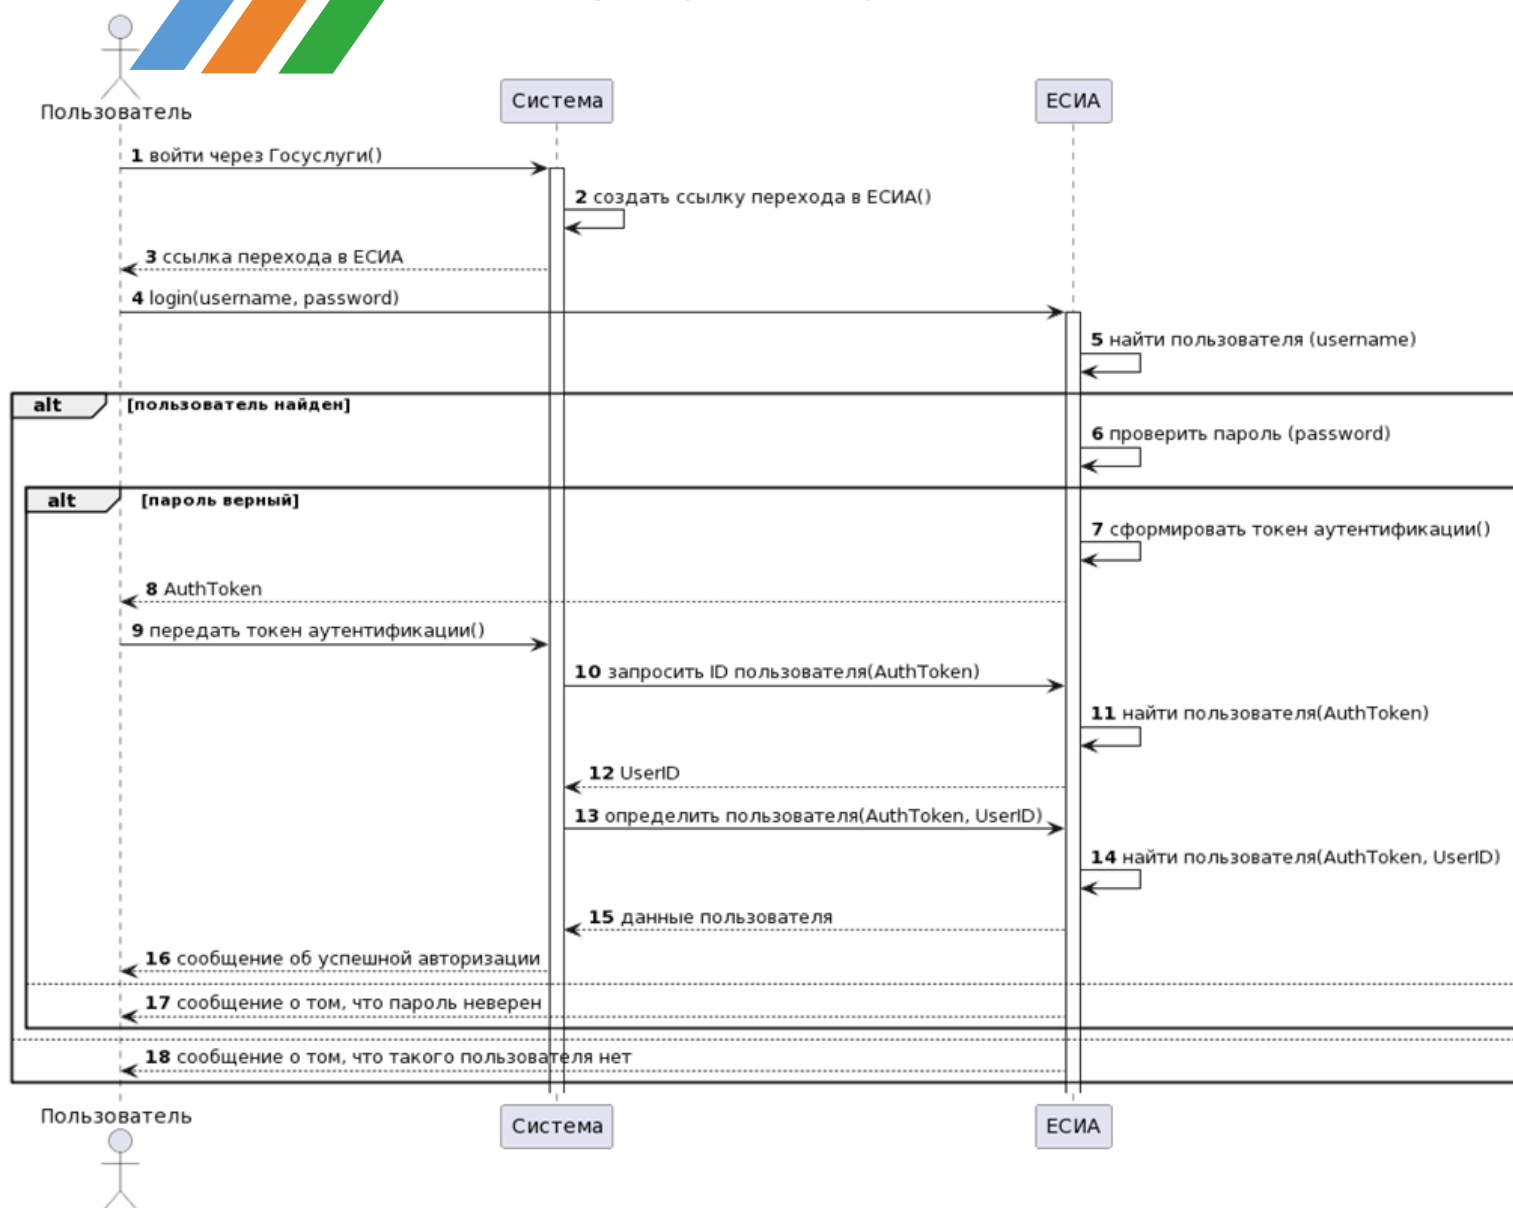 Пользователь
Система
ЕСИА
1 войти через Госуслуги()
2 создать ссылку перехода в ЕСИА()
3 ссылка перехода в ЕСИА
4 login(username, password)
5 найти пользователя (username)
alt [пользователь найден]
6 проверить пароль (password)
alt [пароль верный]
7 сформировать токен аутентификации()
8 AuthToken
9 передать токен аутентификации()
10 запросить ID пользователя(AuthToken)
11 найти пользователя(AuthToken)
12 UserID
13 определить пользователя(AuthToken, UserID)
14 найти пользователя(AuthToken, UserID)
15 данные пользователя
16 сообщение об успешной авторизации
17 сообщение о том, что пароль неверен
18 сообщение о том, что такого пользователя нет
Пользователь
Система
ЕСИА